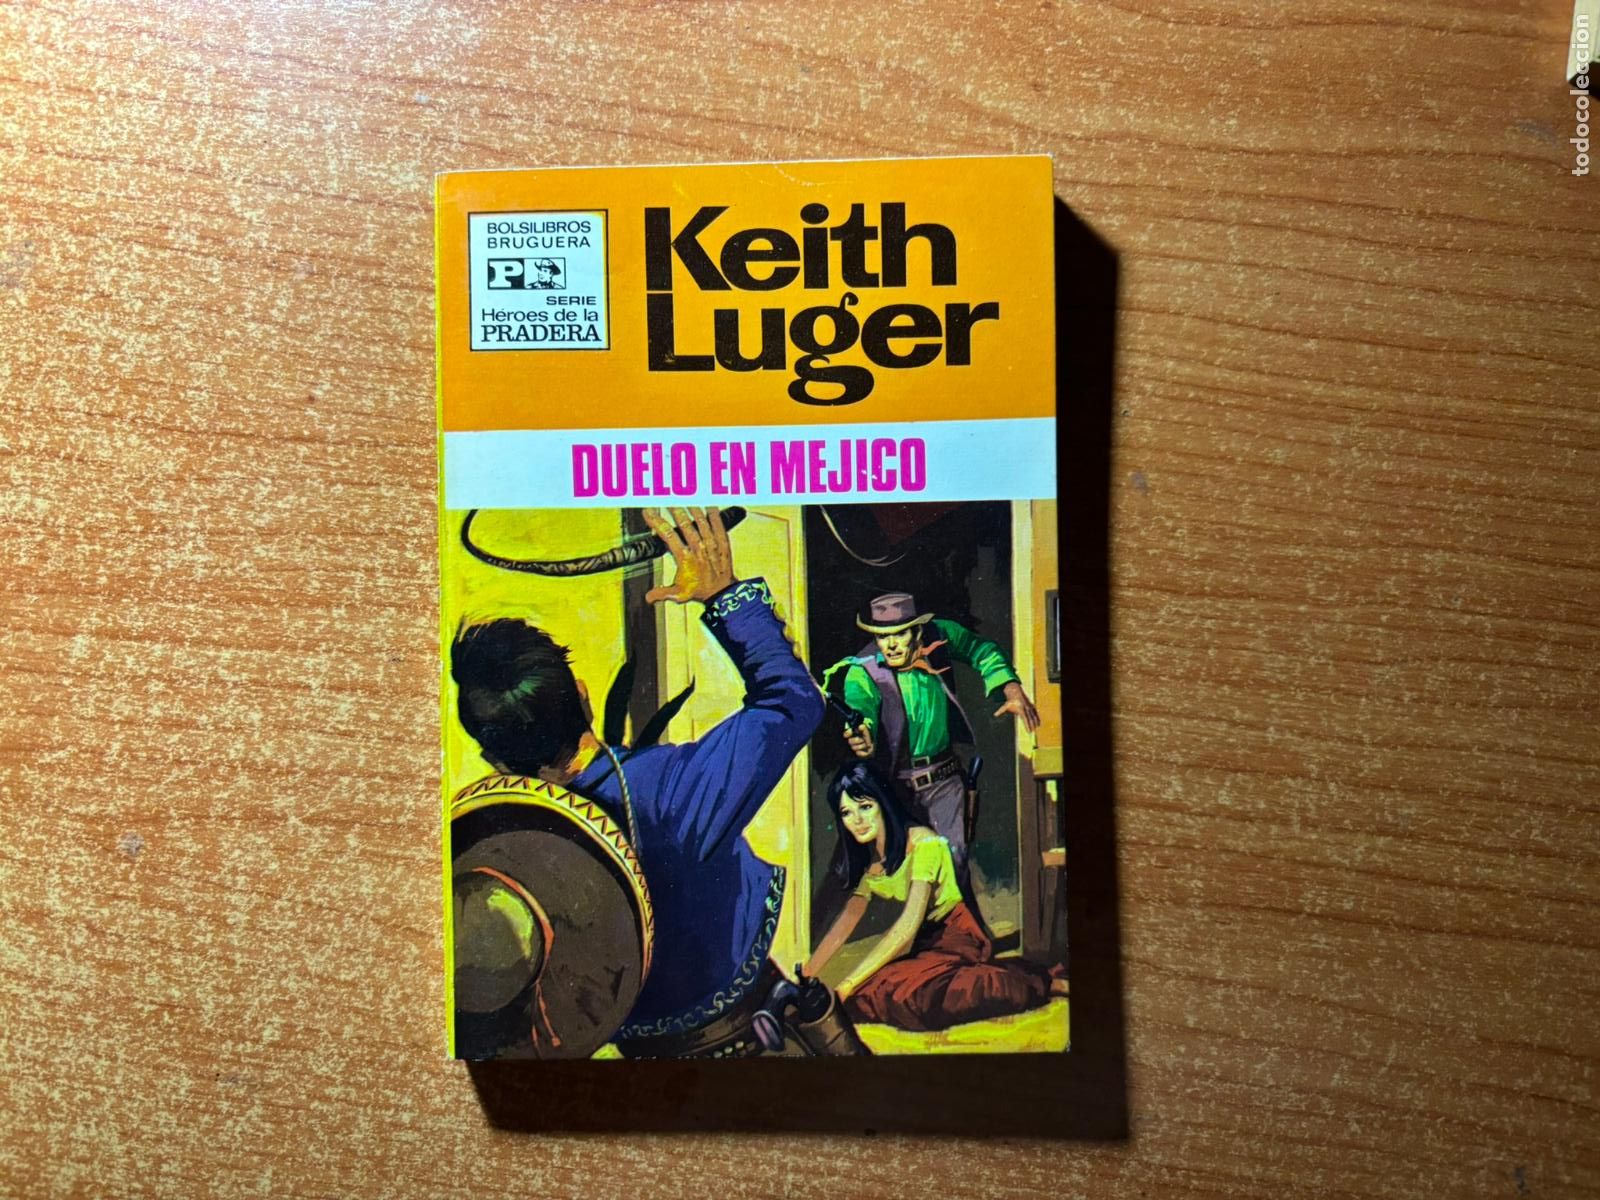 BOLSILIBROS
BRUGUERA
P
SERIE
Héroes de la
PRADERA
Keith
Luger
DUELO EN MEJICO
todocoleccion